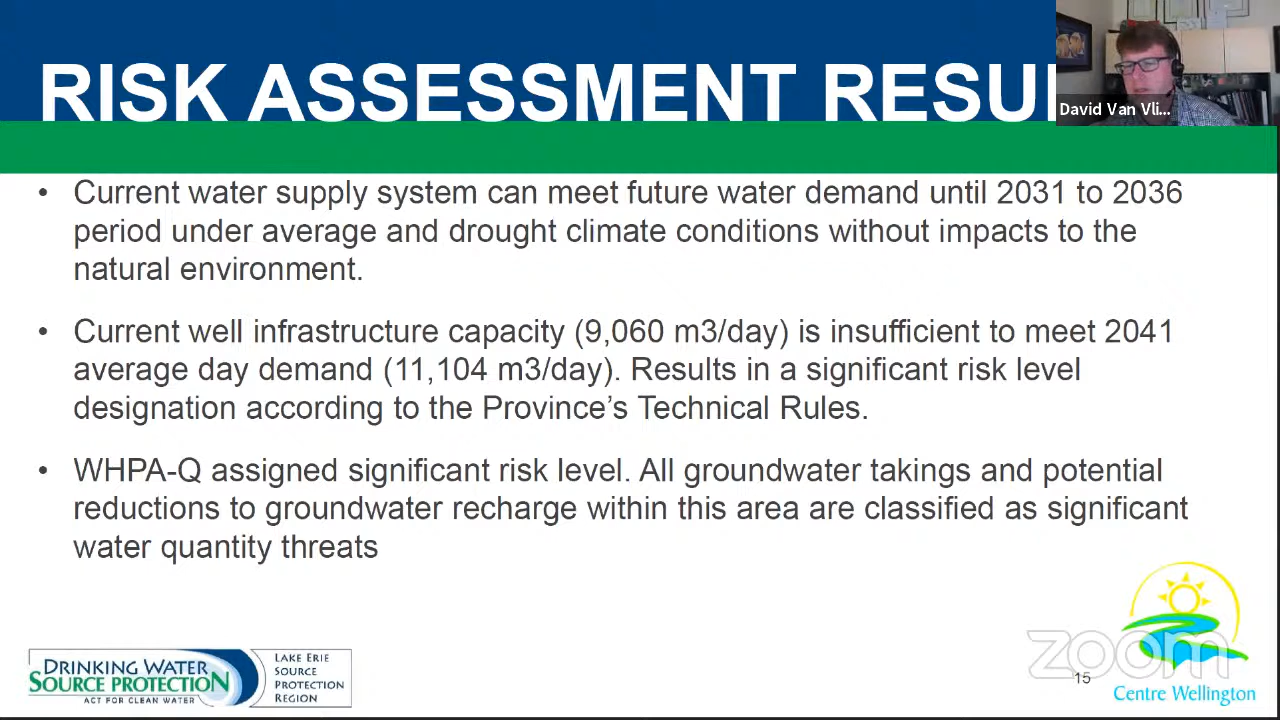 RISK ASSESSMENT RESU
David Van Vli...
• Current water supply system can meet future water demand until 2031 to 2036
period under average and drought climate conditions without impacts to the
natural environment.
• Current well infrastructure capacity (9,060 m3/day) is insufficient to meet 2041
average day demand (11,104 m3/day). Results in a significant risk level
designation according to the Province’s Technical Rules.
• WHPA-Q assigned significant risk level. All groundwater takings and potential
reductions to groundwater recharge within this area are classified as significant
water quantity threats
DRINKING WATER
SOURCE PROTECTION
ACT FOR CLEAN WATER
LAKE ERIE
SOURCE
PROTECTION
REGION
zoom
15
Centre Wellington